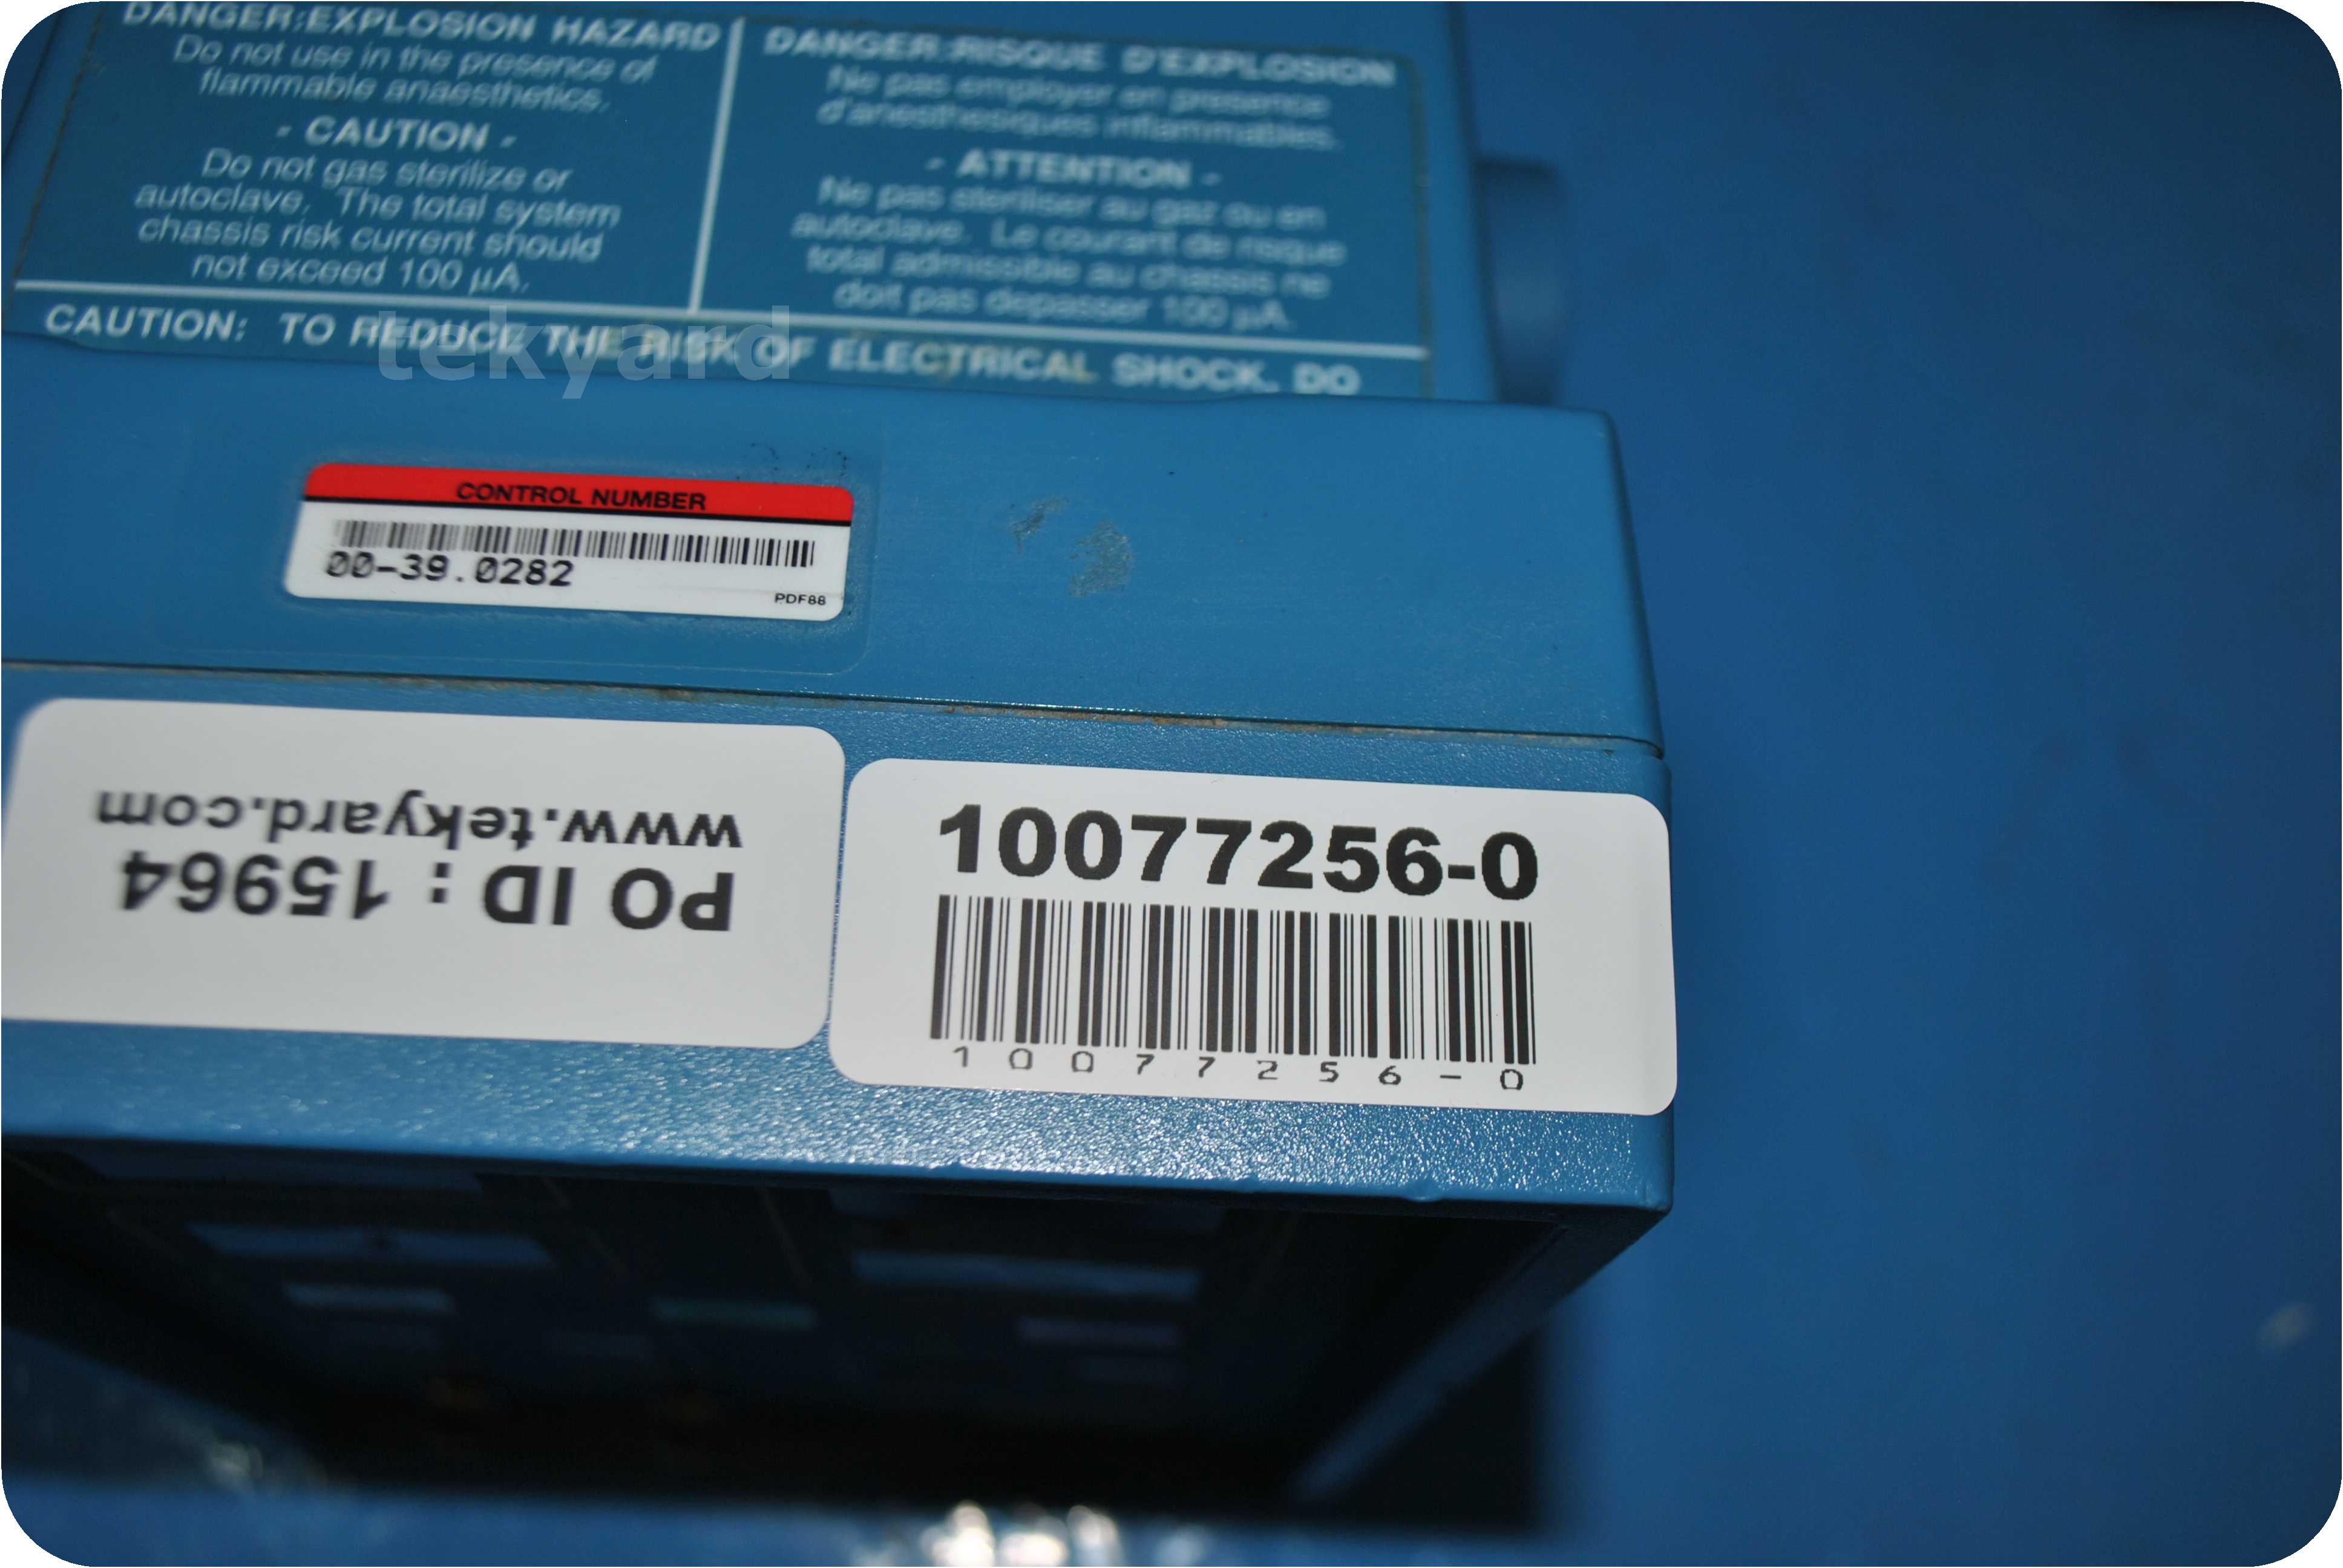 DANGER:EXPLOSION HAZARD
Do not use in the presence of
flammable anaesthetics.
- CAUTION -
Do not gas sterilize or
autoclave. The total system
chassis risk current should
not exceed 100 µA.
DANGER:RISQUE D'EXPLOSION
Ne pas employer en presence
d'anesthesiques inflammables.
- ATTENTION -
Ne pas steriliser au gaz ou en
autoclave. Le courant de risque
total admissible au chassis ne
doit pas depasser 100 µA.
CAUTION: TO REDUCE THE RISK OF ELECTRICAL SHOCK, DO
tekyard
CONTROL NUMBER
00-39.0282
PDF88
PO ID : 15964
www.tekyard.com
10077256-0
10077256-0